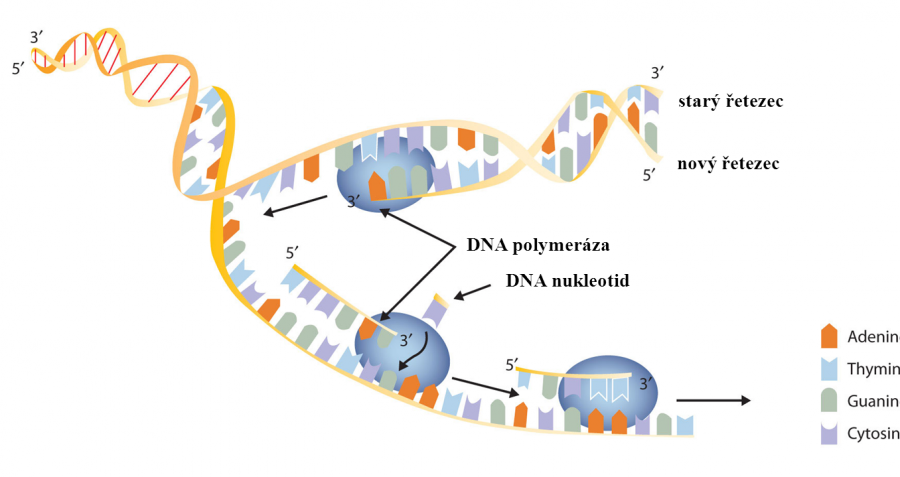 3′
5′
3′
starý řetezec
nový řetezec
5′
3′
DNA polymeráza
5′
DNA nukleotid
3′
5′
3′
Adenin
Thymin
Guanin
Cytosin